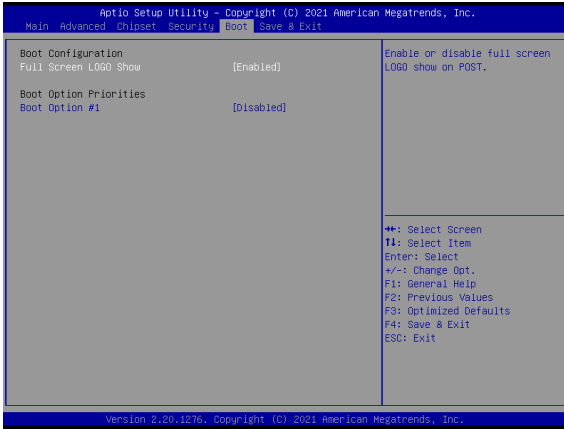 Aptio Setup Utility – Copyright (C) 2021 American Megatrends, Inc.
Main Advanced Chipset Security Boot Save & Exit
Boot Configuration
Full Screen LOGO Show [Enabled]
Boot Option Priorities
Boot Option #1 [Disabled]
Enable or disable full screen
LOGO show on POST.
→←: Select Screen
↑↓: Select Item
Enter: Select
+/-: Change Opt.
F1: General Help
F2: Previous Values
F3: Optimized Defaults
F4: Save & Exit
ESC: Exit
Version 2.20.1276. Copyright (C) 2021 American Megatrends, Inc.